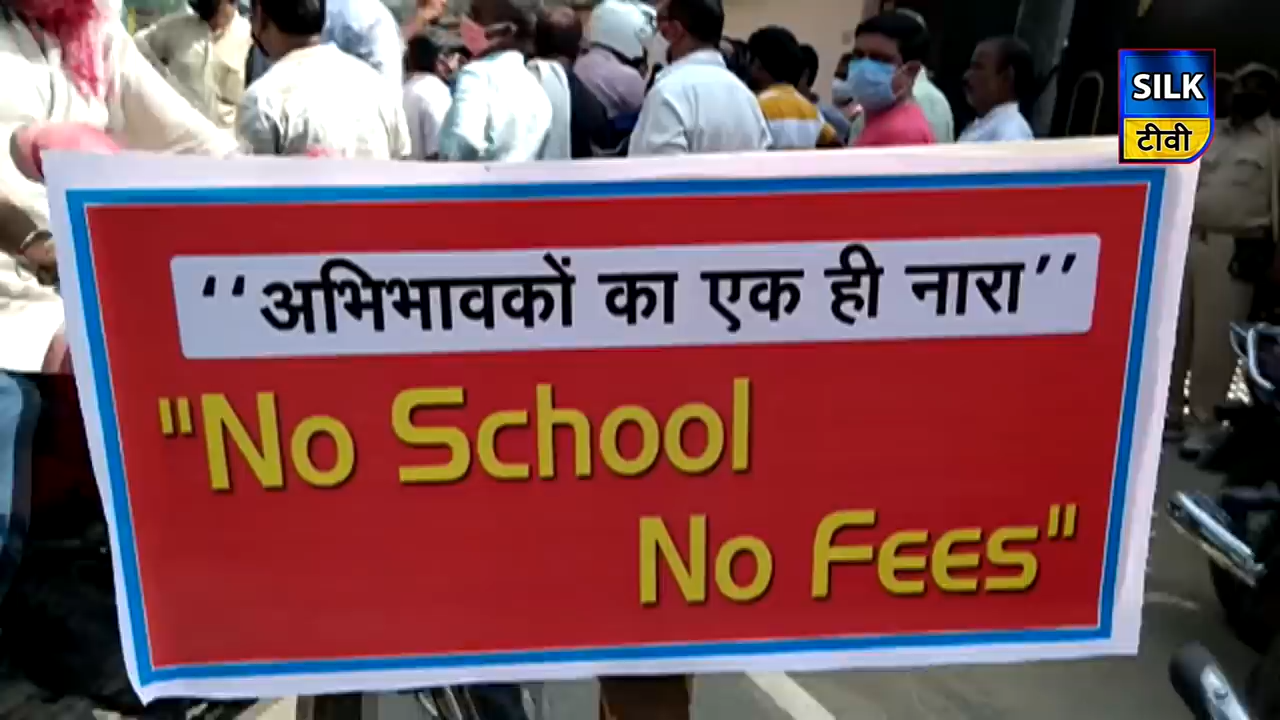 SILK
टीवी
‘‘अभिभावकों का एक ही नारा’’
"No School
No Fees"